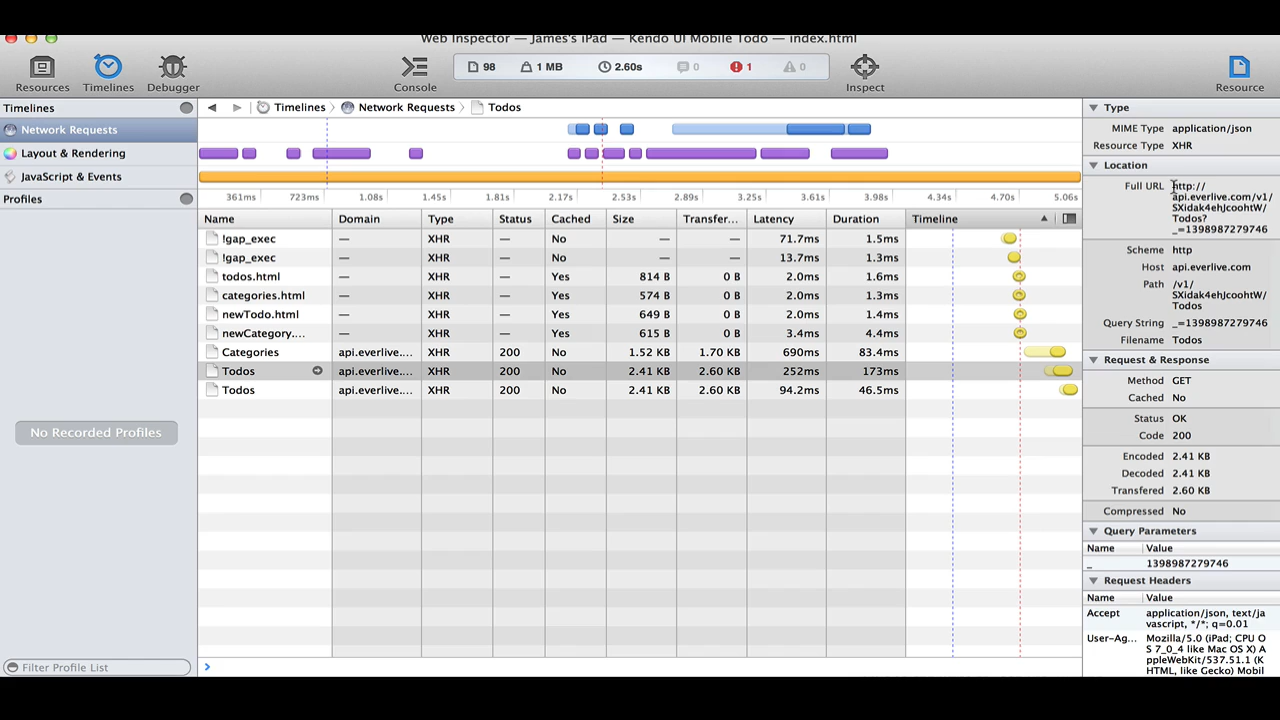 Web Inspector — James's iPad — Kendo UI Mobile Todo — index.html
Resources Timelines Debugger Console 98 1 MB 2.60s 0 1 0 Inspect Resource
Timelines
Timelines Network Requests Todos
Network Requests
Layout & Rendering
JavaScript & Events
Profiles
No Recorded Profiles
Filter Profile List
361ms 723ms 1.08s 1.45s 1.81s 2.17s 2.53s 2.89s 3.25s 3.61s 3.98s 4.34s 4.70s 5.06s
Name Domain Type Status Cached Size Transfer... Latency Duration Timeline
!gap_exec — XHR — No — — 71.7ms 1.5ms
!gap_exec — XHR — No — — 13.7ms 1.3ms
todos.html — XHR — Yes 814 B 0 B 2.0ms 1.6ms
categories.html — XHR — Yes 574 B 0 B 2.0ms 1.3ms
newTodo.html — XHR — Yes 649 B 0 B 2.0ms 1.4ms
newCategory.... — XHR — Yes 615 B 0 B 3.4ms 4.4ms
Categories api.everlive.... XHR 200 No 1.52 KB 1.70 KB 690ms 83.4ms
Todos api.everlive.... XHR 200 No 2.41 KB 2.60 KB 252ms 173ms
Todos api.everlive.... XHR 200 No 2.41 KB 2.60 KB 94.2ms 46.5ms
Type
MIME Type application/json
Resource Type XHR
Location
Full URL http://
api.everlive.com/v1/
SXidak4ehJcoohtW/
Todos?
_=1398987279746
Scheme http
Host api.everlive.com
Path /v1/
SXidak4ehJcoohtW/
Todos
Query String _=1398987279746
Filename Todos
Request & Response
Method GET
Cached No
Status OK
Code 200
Encoded 2.41 KB
Decoded 2.41 KB
Transfered 2.60 KB
Compressed No
Query Parameters
Name Value
_ 1398987279746
Request Headers
Name Value
Accept application/json, text/ja
vascript, */*; q=0.01
User-Ag... Mozilla/5.0 (iPad; CPU O
S 7_0_4 like Mac OS X) A
ppleWebKit/537.51.1 (K
HTML, like Gecko) Mobil